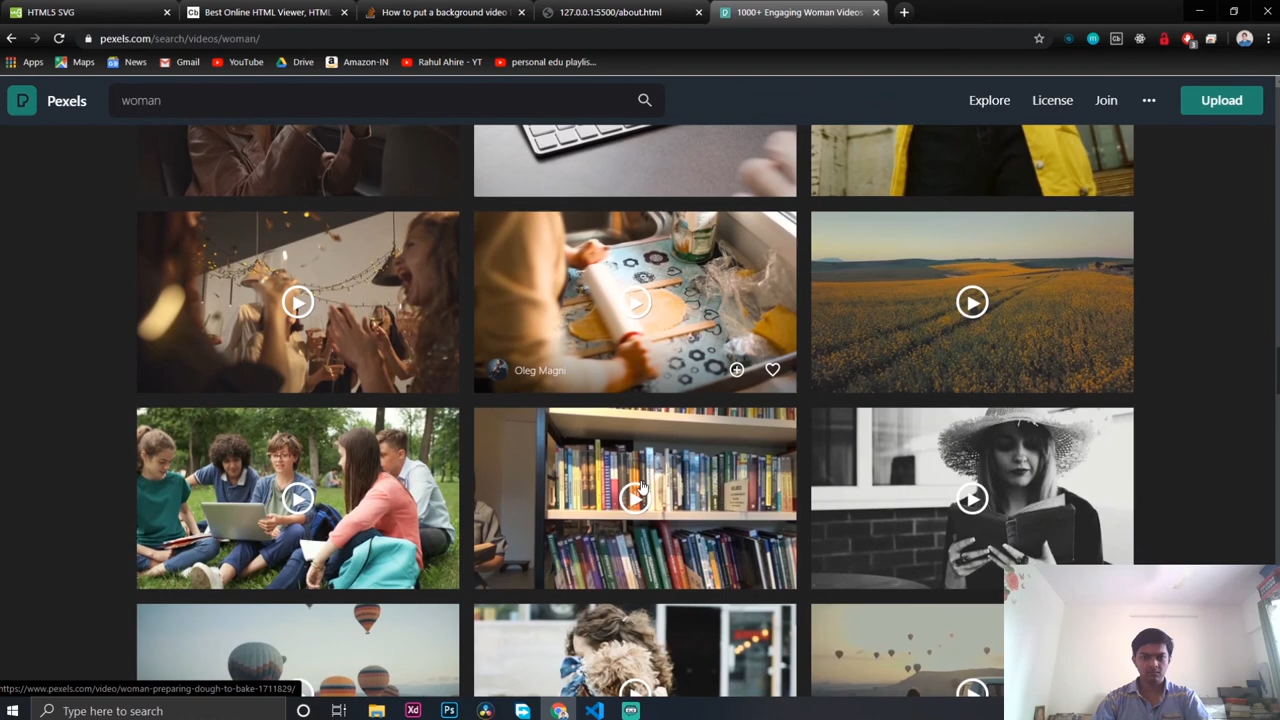 HTML5 SVG
Best Online HTML Viewer, HTML
How to put a background video
127.0.0.1:5500/about.html
1000+ Engaging Woman Videos
pexels.com/search/videos/woman/
Apps
Maps
News
Gmail
YouTube
Drive
Amazon-IN
Rahul Ahire - YT
personal edu playlis...
Pexels
woman
Explore
License
Join
Upload
Oleg Magni
https://www.pexels.com/video/woman-preparing-dough-to-bake-1711829/
Type here to search